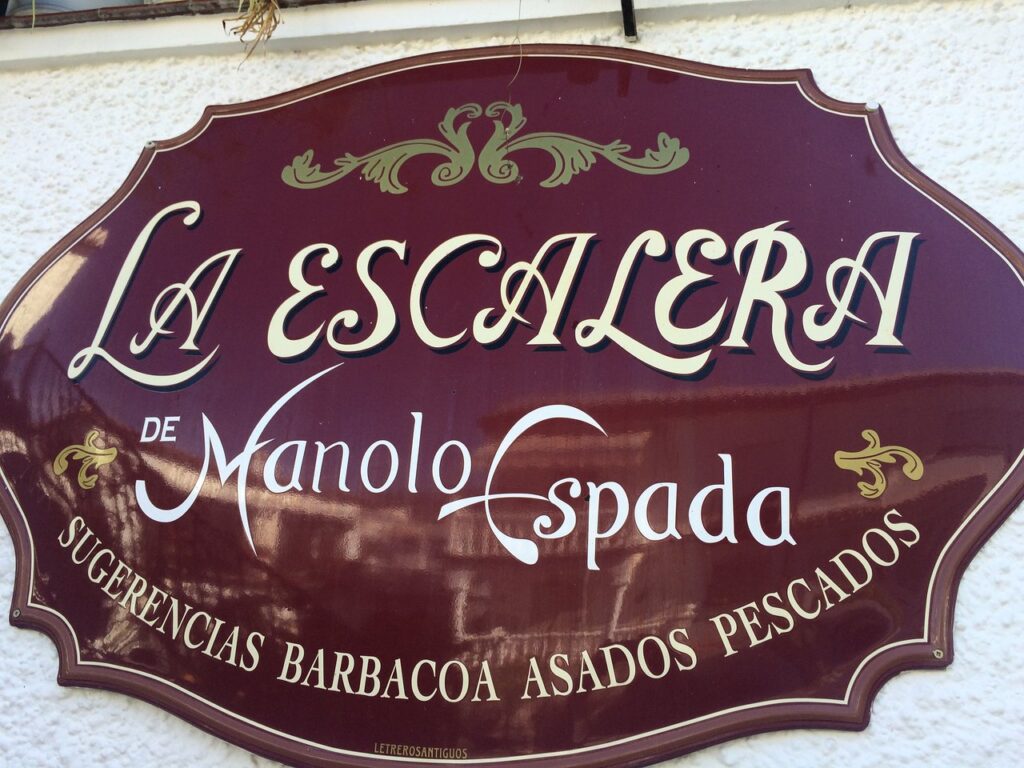 LA ESCALERA
DE Manolo Espada
SUGERENCIAS BARBACOA ASADOS PESCADOS
LETREROSANTIGUOS